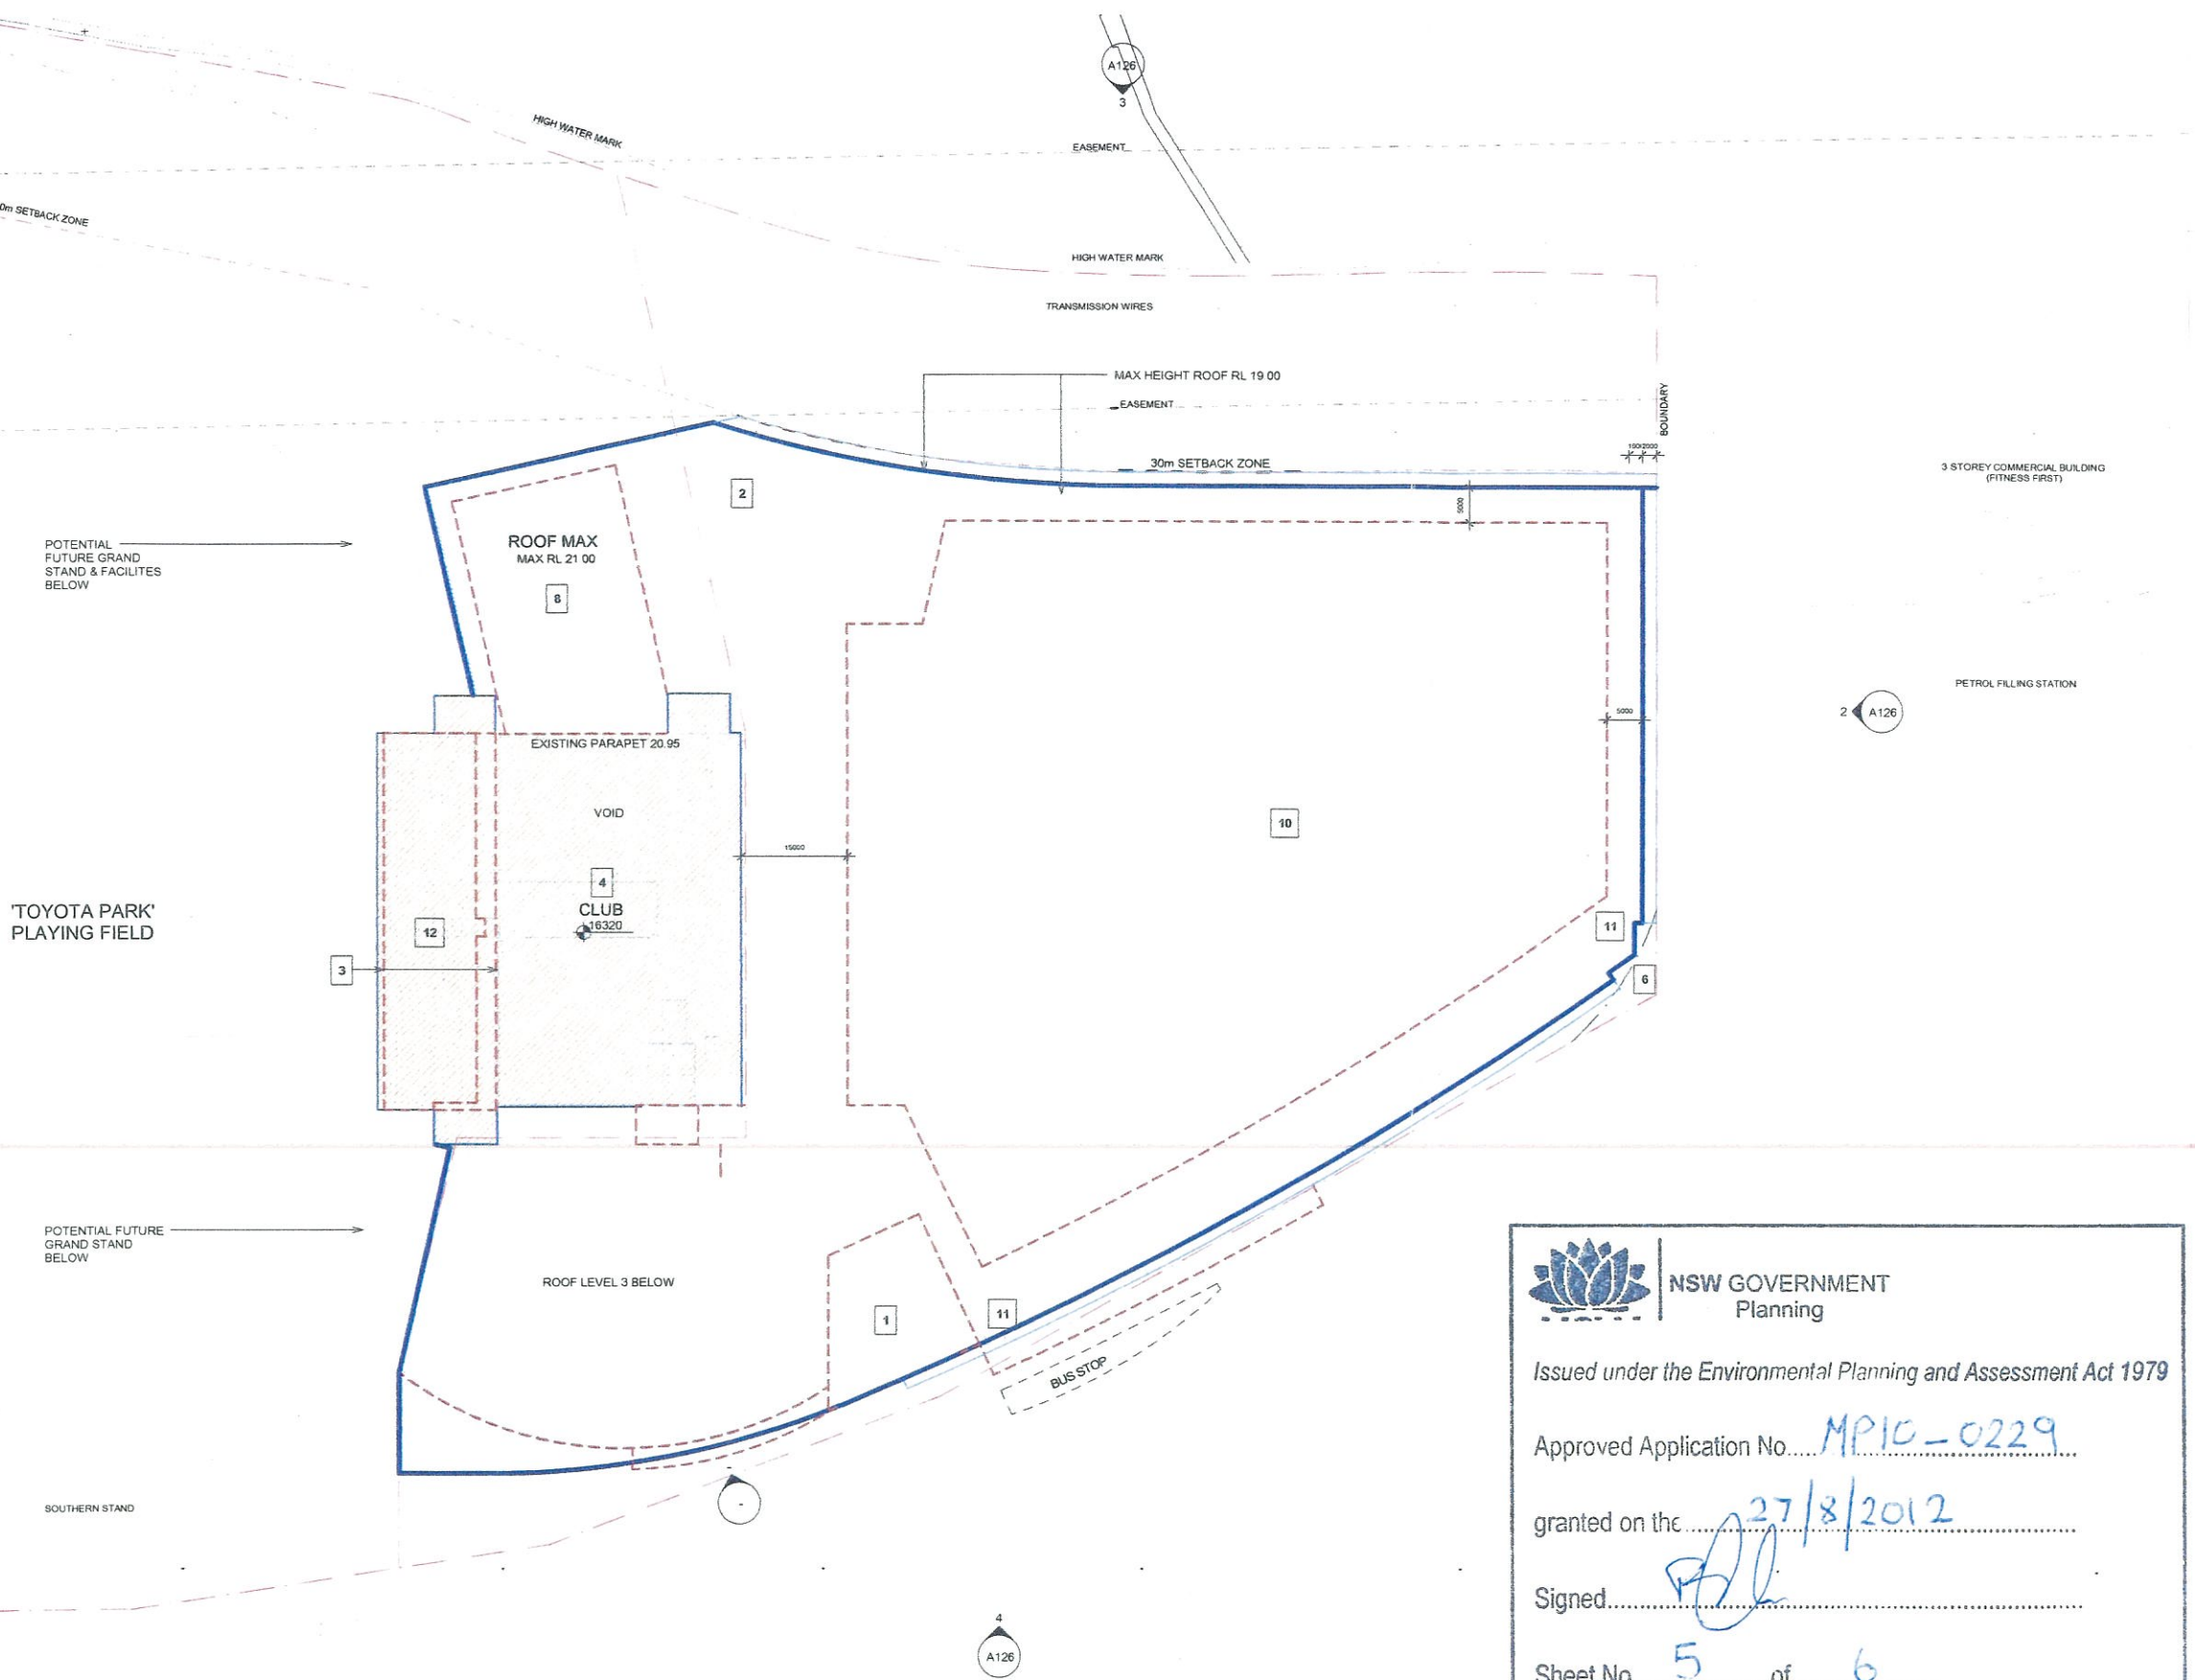 A126
3
HIGH WATER MARK
EASEMENT
0m SETBACK ZONE
HIGH WATER MARK
TRANSMISSION WIRES
MAX HEIGHT ROOF RL 19 00
EASEMENT
BOUNDARY
30m SETBACK ZONE
3 STOREY COMMERCIAL BUILDING
(FITNESS FIRST)
2
5000
ROOF MAX
MAX RL 21 00
8
POTENTIAL
FUTURE GRAND
STAND & FACILITES
BELOW
PETROL FILLING STATION
2
A126
5000
EXISTING PARAPET 20.95
VOID
10
15000
4
CLUB
16320
'TOYOTA PARK'
PLAYING FIELD
12
11
3
6
POTENTIAL FUTURE
GRAND STAND
BELOW
ROOF LEVEL 3 BELOW
1
11
BUS STOP
SOUTHERN STAND
4
A126
NSW GOVERNMENT
Planning
Issued under the Environmental Planning and Assessment Act 1979
Approved Application No.... MP10-0229
granted on the 27/8/2012
Signed
Sheet No 5 of 6